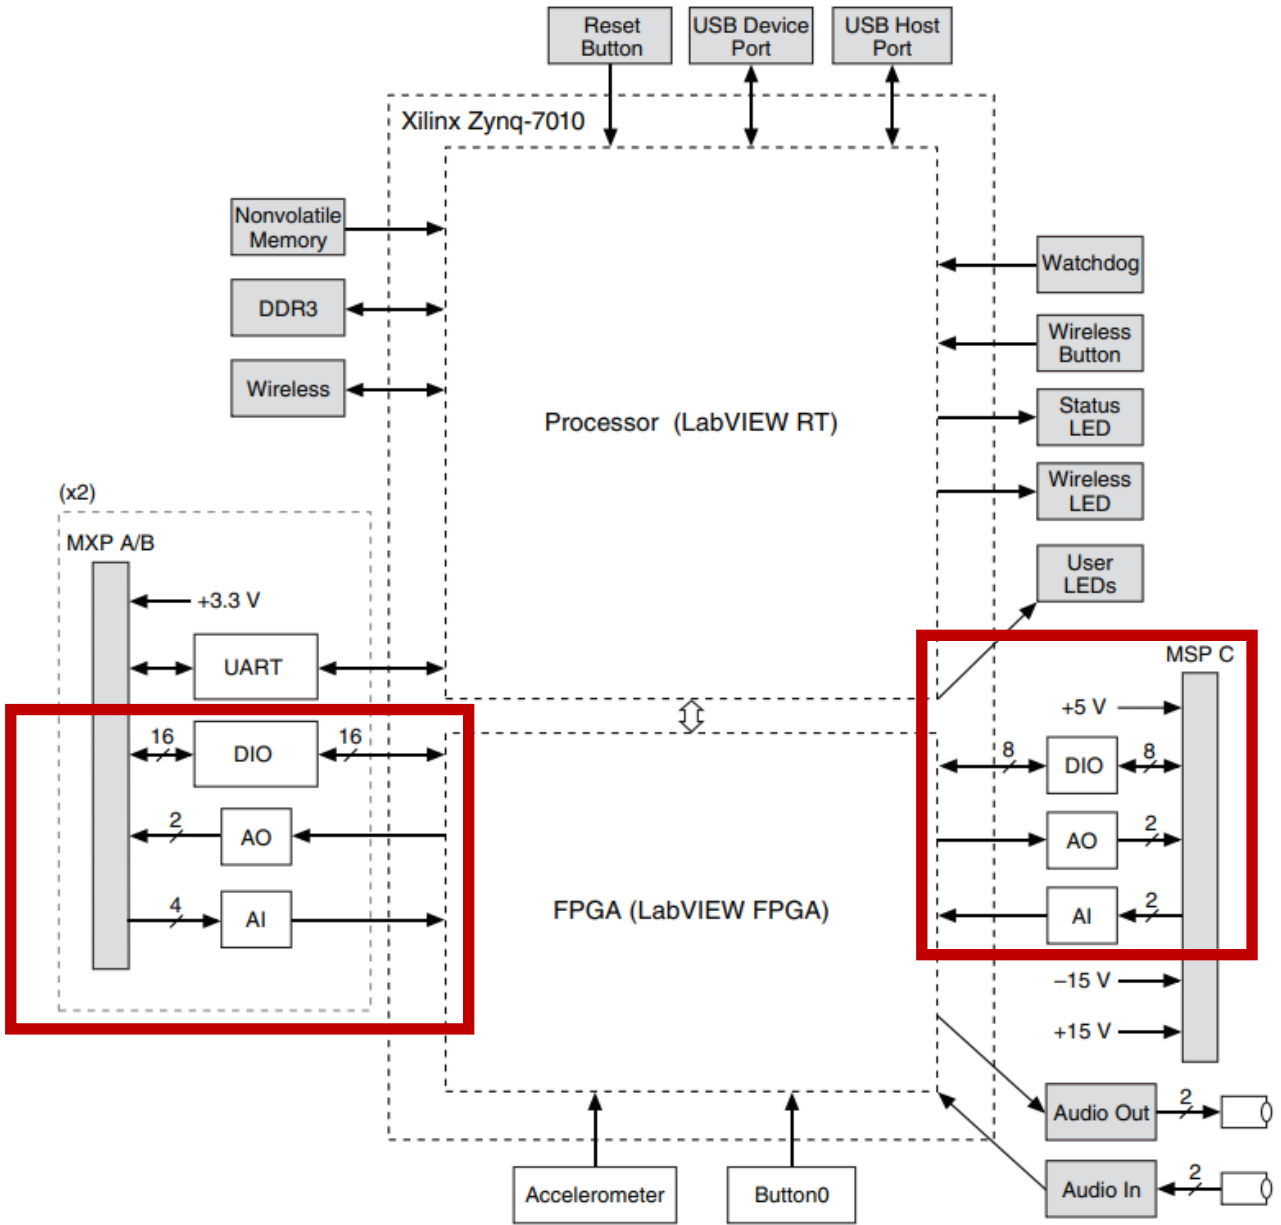 Reset
Button
USB Device
Port
USB Host
Port
Xilinx Zynq-7010
Nonvolatile
Memory
DDR3
Wireless
Processor (LabVIEW RT)
Watchdog
Wireless
Button
Status
LED
Wireless
LED
User
LEDs
(x2)
MXP A/B
+3.3 V
UART
16
DIO
16
2
AO
4
AI
FPGA (LabVIEW FPGA)
MSP C
+5 V
8
DIO
8
AO
2
AI
2
–15 V
+15 V
Audio Out
2
Audio In
2
Accelerometer
Button0